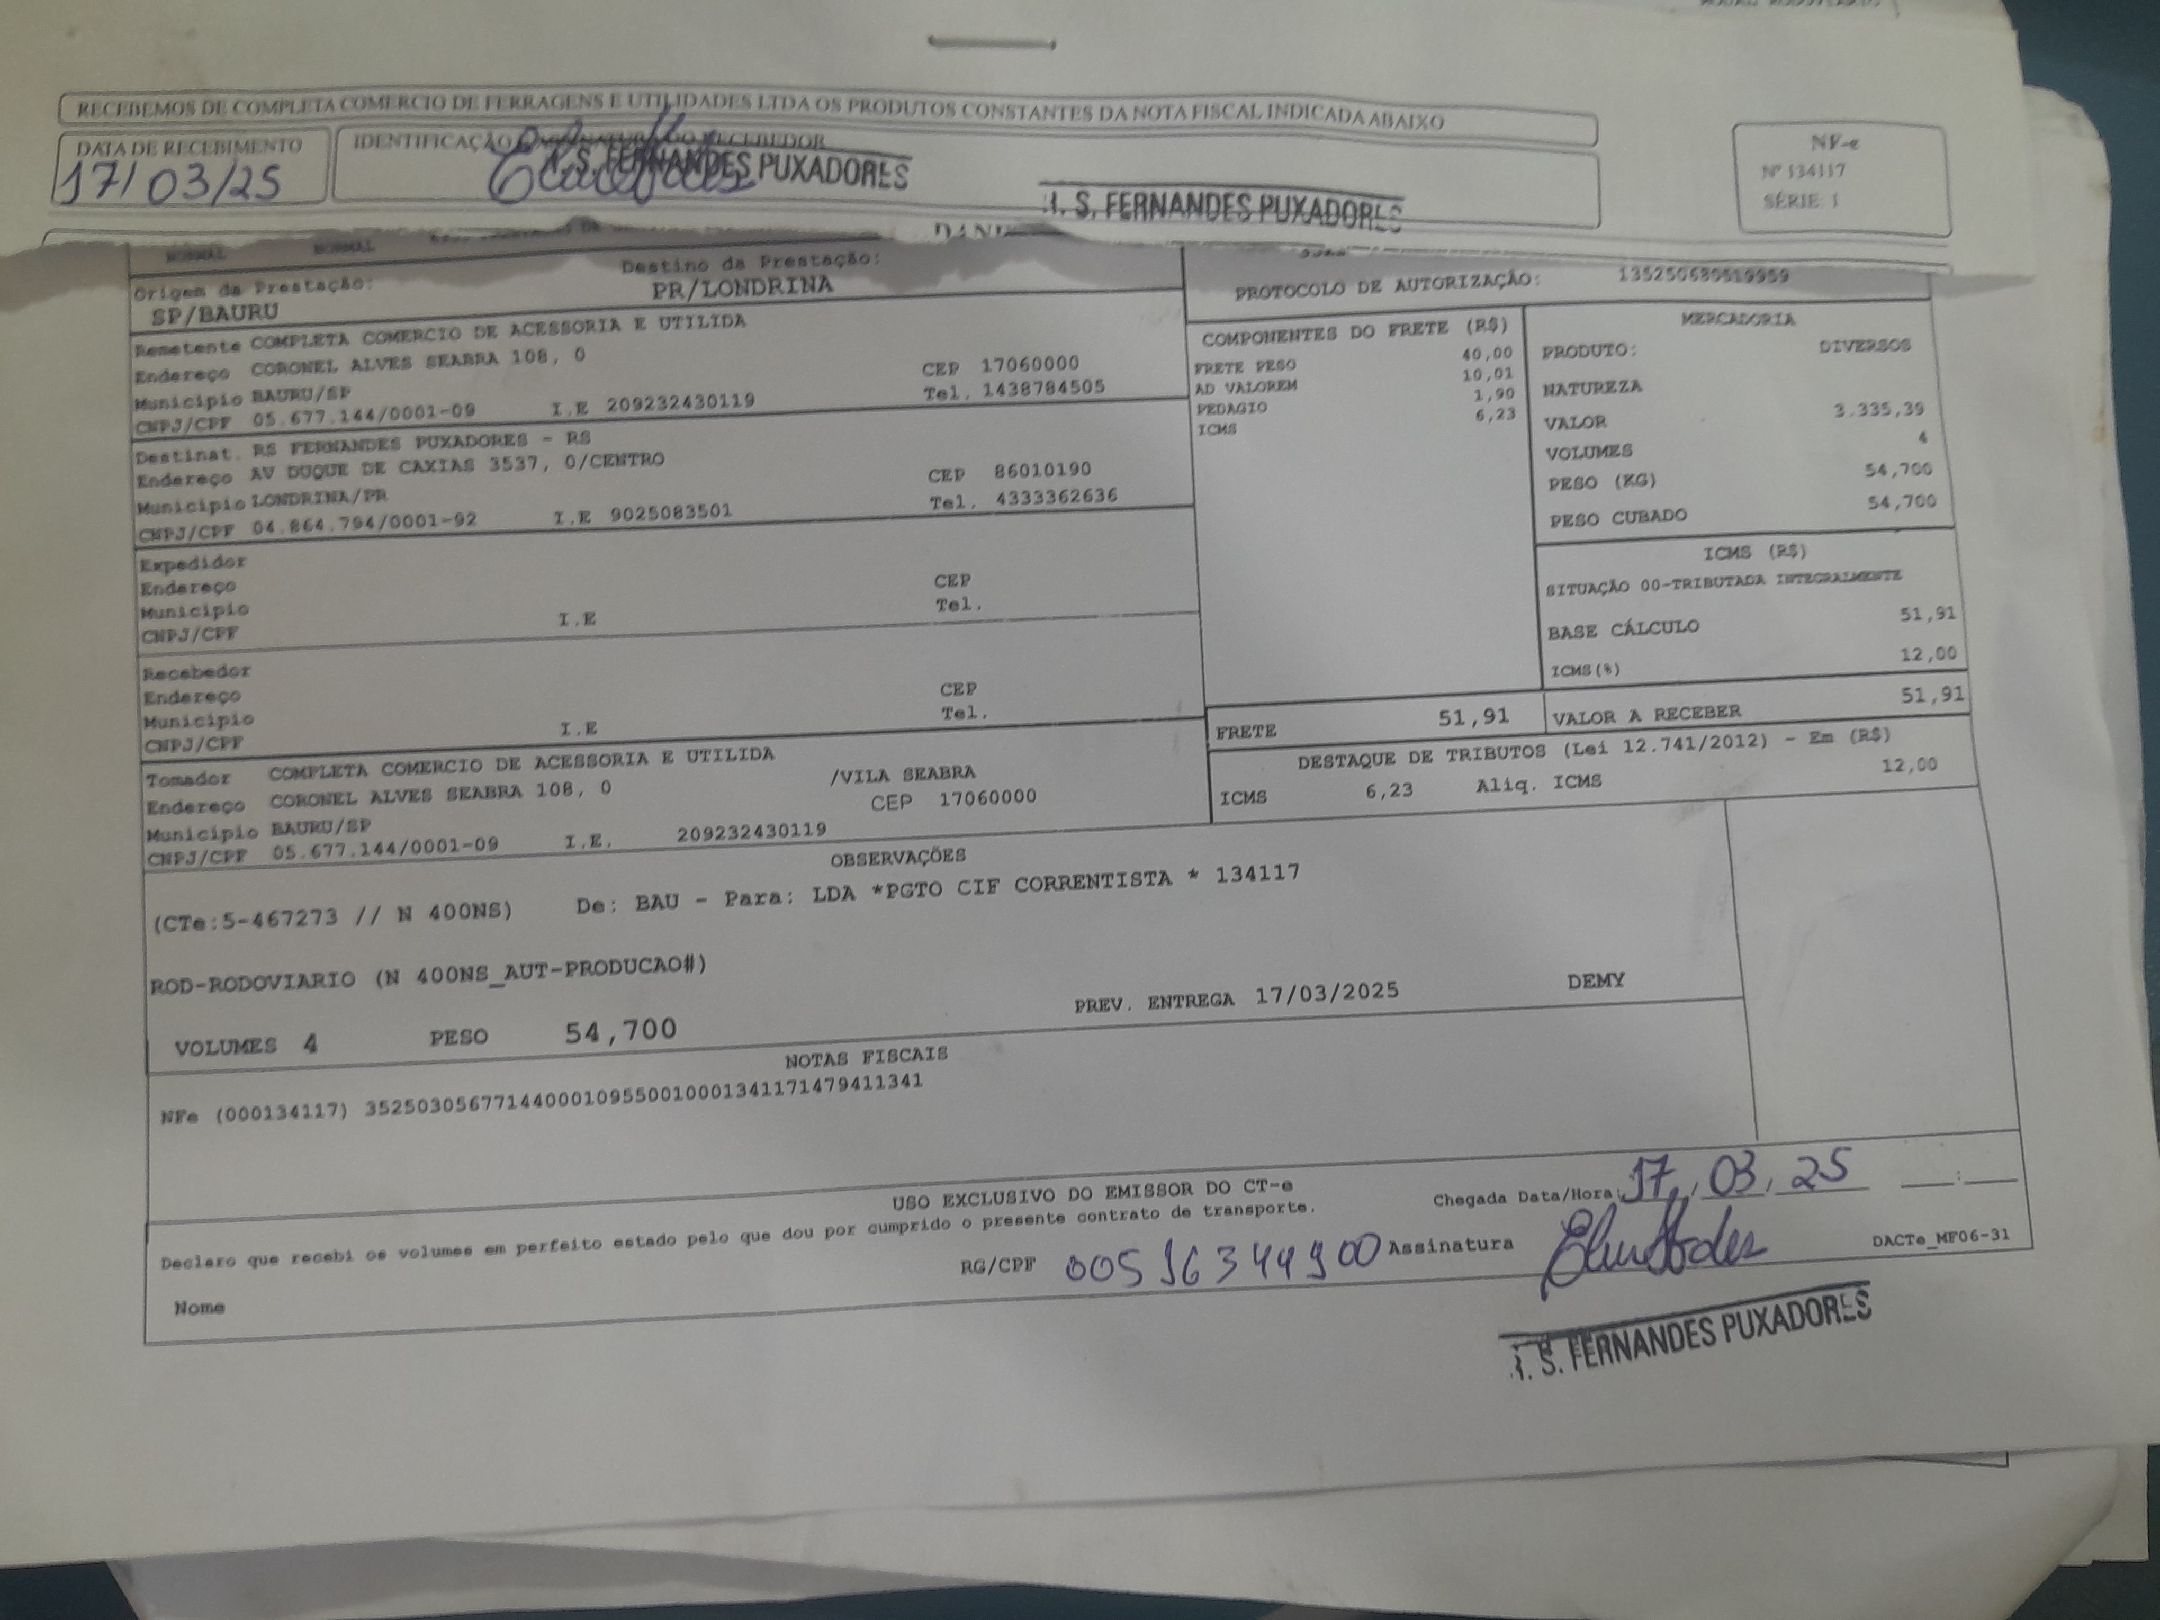 RECEBEMOS DE COMPLETA COMERCIO DE FERRAGENS E UTILIDADES LTDA OS PRODUTOS CONSTANTES DA NOTA FISCAL INDICADA ABAIXO
DATA DE RECEBIMENTO
17/03/25
IDENTIFICAÇÃO E ASSINATURA DO RECEBEDOR
S. FERNANDES PUXADORES
S. FERNANDES PUXADORES
NF-e
Nº 134117
SÉRIE: 1
NORMAL NORMAL
Origem da Prestação: Destino da Prestação:
SP/BAURU PR/LONDRINA
PROTOCOLO DE AUTORIZAÇÃO:
Remetente COMPLETA COMERCIO DE ACESSORIA E UTILIDA
Endereço CORONEL ALVES SEABRA 108, 0 CEP 17060000
Município BAURU/SP Tel. 1438784505
CNPJ/CPF 05.677.144/0001-09 I.E 209232430119
Destinat. RS FERNANDES PUXADORES - RS
Endereço AV DUQUE DE CAXIAS 3537, 0/CENTRO CEP 86010190
Município LONDRINA/PR Tel. 4333362636
CNPJ/CPF 04.864.794/0001-92 I.E 9025083501
Expedidor
Endereço CEP
Município Tel.
CNPJ/CPF I.E
Recebedor
Endereço CEP
Município Tel.
CNPJ/CPF I.E
Tomador COMPLETA COMERCIO DE ACESSORIA E UTILIDA
Endereço CORONEL ALVES SEABRA 108, 0 /VILA SEABRA
Município BAURU/SP CEP 17060000
CNPJ/CPF 05.677.144/0001-09 I.E. 209232430119
COMPONENTES DO FRETE (R$)
FRETE PESO 40,00
AD VALOREM 10,01
PEDAGIO 1,90
ICMS 6,23
MERCADORIA
PRODUTO: DIVERSOS
NATUREZA
VALOR 3.335,39
VOLUMES 4
PESO (KG) 54,700
PESO CUBADO 54,700
ICMS (R$)
SITUAÇÃO 00-TRIBUTADA INTEGRALMENTE
BASE CÁLCULO 51,91
ICMS(%) 12,00
FRETE 51,91 VALOR A RECEBER 51,91
DESTAQUE DE TRIBUTOS (Lei 12.741/2012) - Em (R$)
ICMS 6,23 Aliq. ICMS 12,00
OBSERVAÇÕES
(CTe:5-467273 // N 400NS) De: BAU - Para: LDA *PGTO CIF CORRENTISTA * 134117
ROD-RODOVIARIO (N 400NS_AUT-PRODUCAO#)
VOLUMES 4 PESO 54,700 PREV. ENTREGA 17/03/2025 DEMY
NOTAS FISCAIS
NFe (000134117) 35250305677144000109550010001341171479411341
USO EXCLUSIVO DO EMISSOR DO CT-e
Declaro que recebi os volumes em perfeito estado pelo que dou por cumprido o presente contrato de transporte.
Chegada Data/Hora: 17/03/25 :
Nome RG/CPF 00516344900 Assinatura
DACTe_MF06-31
S. FERNANDES PUXADORES